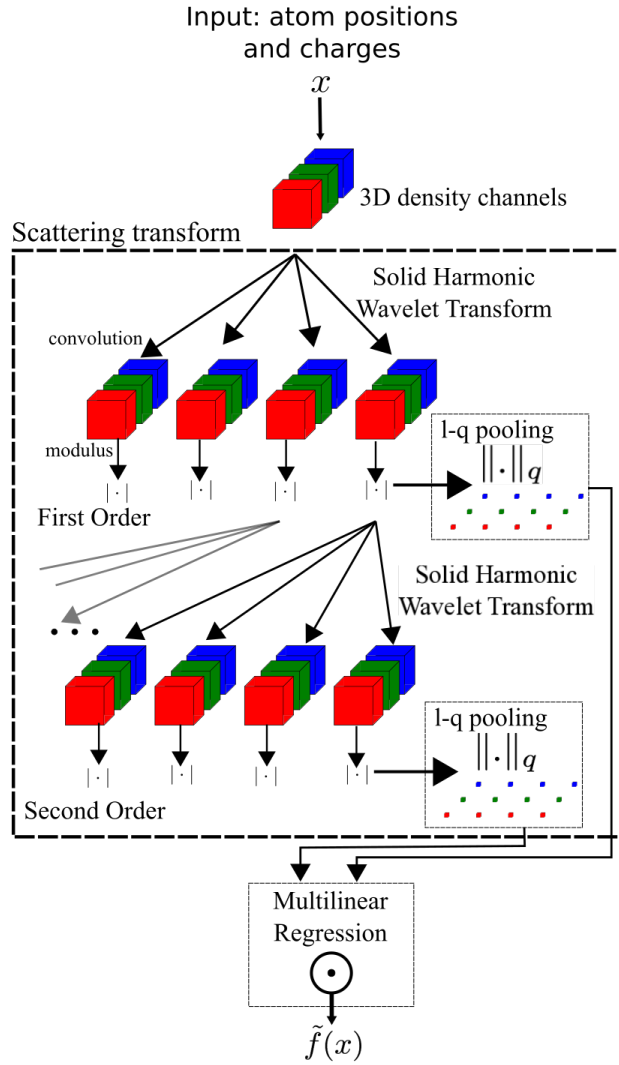 Input: atom positions
and charges
x
3D density channels
Scattering transform
Solid Harmonic
Wavelet Transform
convolution
modulus
|·| |·| |·| |·|
l-q pooling
||·||q
First Order
Solid Harmonic
Wavelet Transform
• • •
l-q pooling
||·||q
|·| |·| |·| |·|
Second Order
Multilinear
Regression
f̃(x)